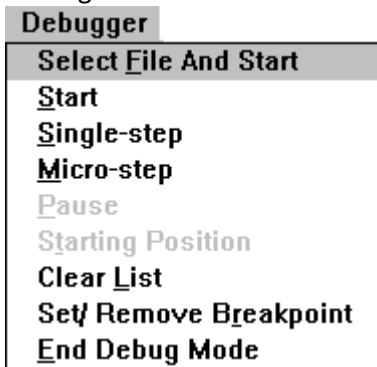 Debugger
Select File And Start
Start
Single-step
Micro-step
Pause
Starting Position
Clear List
Set/ Remove Breakpoint
End Debug Mode